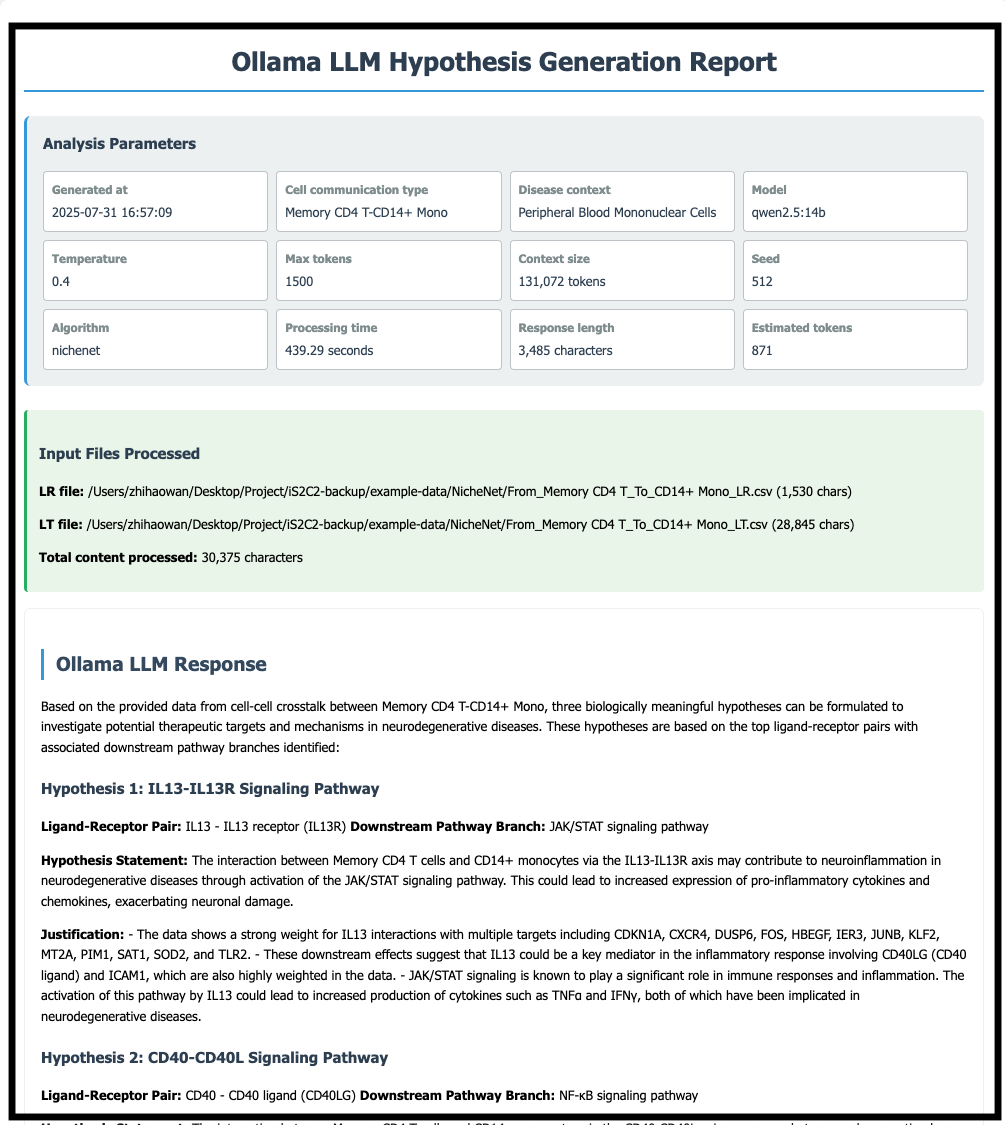 Ollama LLM Hypothesis Generation Report
Analysis Parameters
Generated at
2025-07-31 16:57:09
Cell communication type
Memory CD4 T-CD14+ Mono
Disease context
Peripheral Blood Mononuclear Cells
Model
qwen2.5:14b
Temperature
0.4
Max tokens
1500
Context size
131,072 tokens
Seed
512
Algorithm
nichenet
Processing time
439.29 seconds
Response length
3,485 characters
Estimated tokens
871
Input Files Processed
LR file: /Users/zhihaowan/Desktop/Project/iS2C2-backup/example-data/NicheNet/From_Memory CD4 T_To_CD14+ Mono_LR.csv (1,530 chars)
LT file: /Users/zhihaowan/Desktop/Project/iS2C2-backup/example-data/NicheNet/From_Memory CD4 T_To_CD14+ Mono_LT.csv (28,845 chars)
Total content processed: 30,375 characters
Ollama LLM Response
Based on the provided data from cell-cell crosstalk between Memory CD4 T-CD14+ Mono, three biologically meaningful hypotheses can be formulated to
investigate potential therapeutic targets and mechanisms in neurodegenerative diseases. These hypotheses are based on the top ligand-receptor pairs with
associated downstream pathway branches identified:
Hypothesis 1: IL13-IL13R Signaling Pathway
Ligand-Receptor Pair: IL13 - IL13 receptor (IL13R) Downstream Pathway Branch: JAK/STAT signaling pathway
Hypothesis Statement: The interaction between Memory CD4 T cells and CD14+ monocytes via the IL13-IL13R axis may contribute to neuroinflammation in
neurodegenerative diseases through activation of the JAK/STAT signaling pathway. This could lead to increased expression of pro-inflammatory cytokines and
chemokines, exacerbating neuronal damage.
Justification: - The data shows a strong weight for IL13 interactions with multiple targets including CDKN1A, CXCR4, DUSP6, FOS, HBEGF, IER3, JUNB, KLF2,
MT2A, PIM1, SAT1, SOD2, and TLR2. - These downstream effects suggest that IL13 could be a key mediator in the inflammatory response involving CD40LG (CD40
ligand) and ICAM1, which are also highly weighted in the data. - JAK/STAT signaling is known to play a significant role in immune responses and inflammation. The
activation of this pathway by IL13 could lead to increased production of cytokines such as TNFα and IFNγ, both of which have been implicated in
neurodegenerative diseases.
Hypothesis 2: CD40-CD40L Signaling Pathway
Ligand-Receptor Pair: CD40 - CD40 ligand (CD40LG) Downstream Pathway Branch: NF-κB signaling pathway